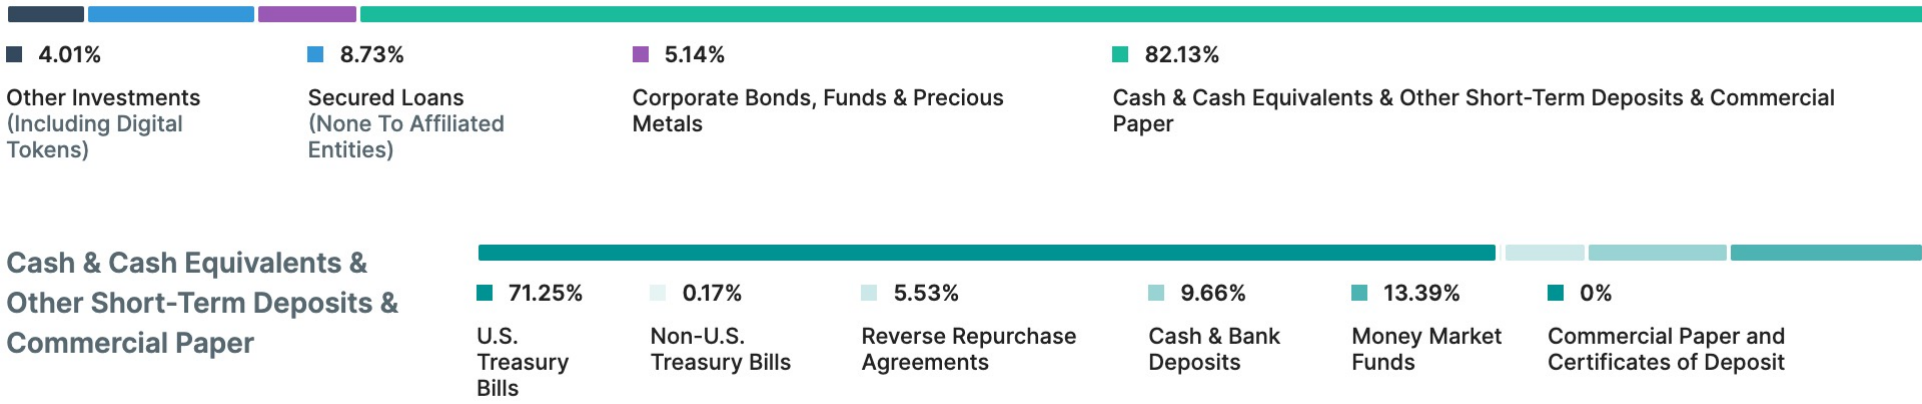 4.01%
Other Investments
(Including Digital
Tokens)
8.73%
Secured Loans
(None To Affiliated
Entities)
5.14%
Corporate Bonds, Funds & Precious
Metals
82.13%
Cash & Cash Equivalents & Other Short-Term Deposits & Commercial
Paper
Cash & Cash Equivalents &
Other Short-Term Deposits &
Commercial Paper
71.25%
U.S.
Treasury
Bills
0.17%
Non-U.S.
Treasury Bills
5.53%
Reverse Repurchase
Agreements
9.66%
Cash & Bank
Deposits
13.39%
Money Market
Funds
0%
Commercial Paper and
Certificates of Deposit